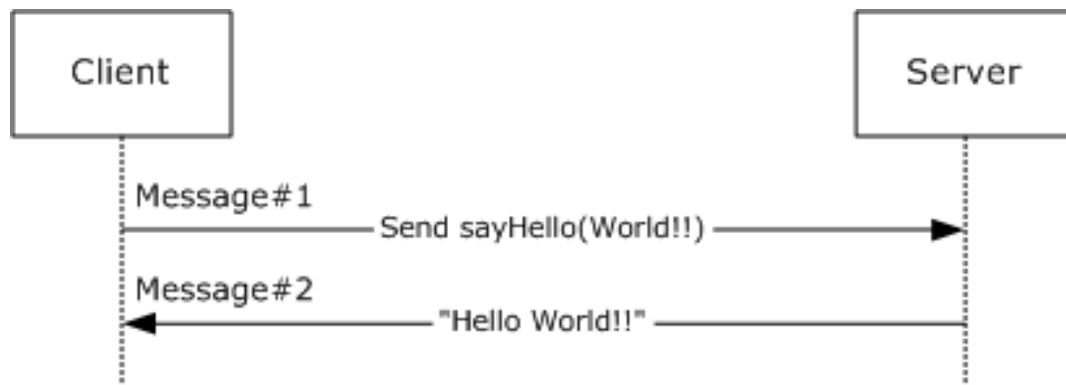 Client
Server
Message#1
Send sayHello(World!!)
Message#2
"Hello World!!"